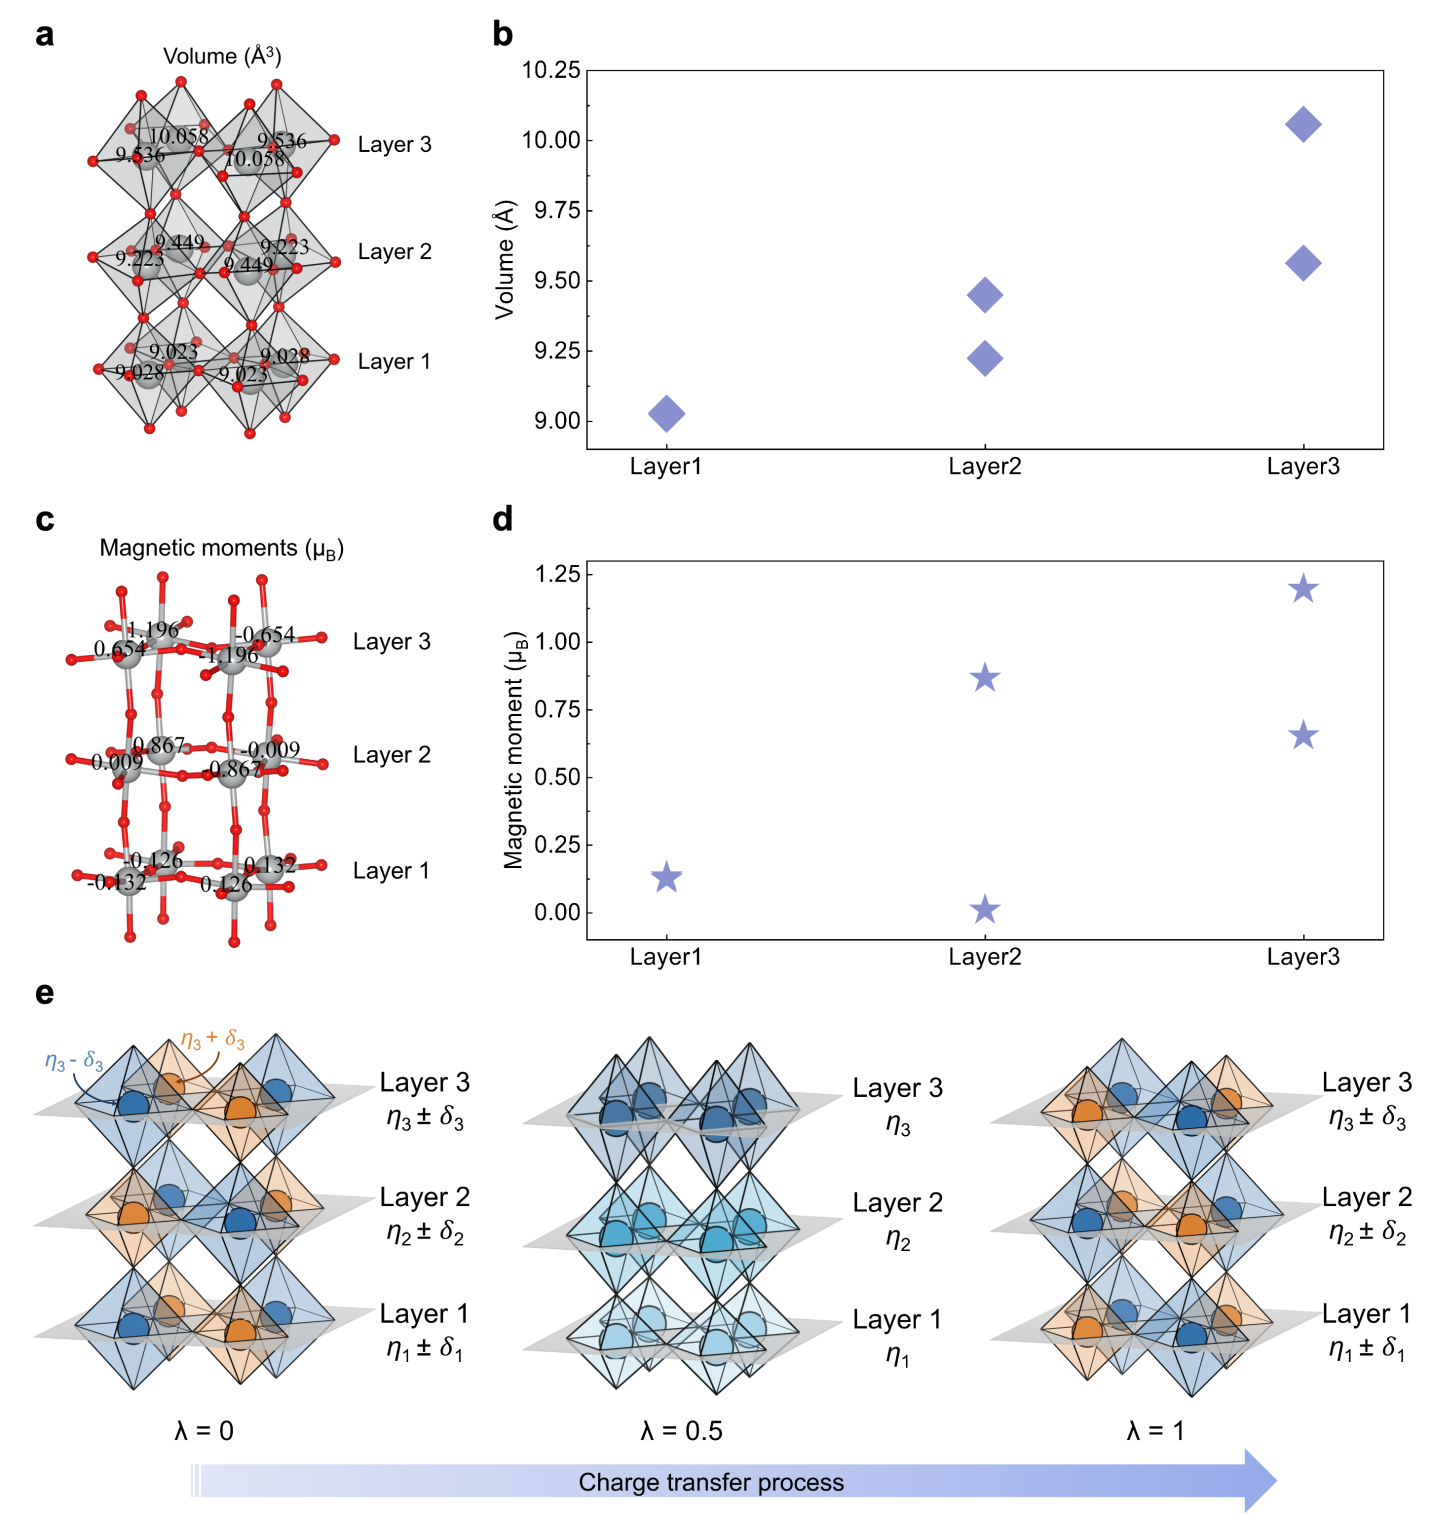 a
Volume (Å³)
10.058
9.536
9.536
10.058
Layer 3
9.449
9.223
9.223
9.449
Layer 2
9.023
9.028
9.028
9.023
Layer 1
b
10.25
10.00
9.75
9.50
9.25
9.00
Volume (Å)
Layer1
Layer2
Layer3
c
Magnetic moments (μ_B)
1.196
-0.654
0.654
-1.196
Layer 3
0.867
-0.009
0.009
-0.867
Layer 2
-0.126
0.132
-0.132
0.126
Layer 1
d
1.25
1.00
0.75
0.50
0.25
0.00
Magnetic moment (μ_B)
Layer1
Layer2
Layer3
e
η₃ - δ₃
η₃ + δ₃
Layer 3
η₃ ± δ₃
Layer 2
η₂ ± δ₂
Layer 1
η₁ ± δ₁
λ = 0
Layer 3
η₃
Layer 2
η₂
Layer 1
η₁
λ = 0.5
Layer 3
η₃ ± δ₃
Layer 2
η₂ ± δ₂
Layer 1
η₁ ± δ₁
λ = 1
Charge transfer process